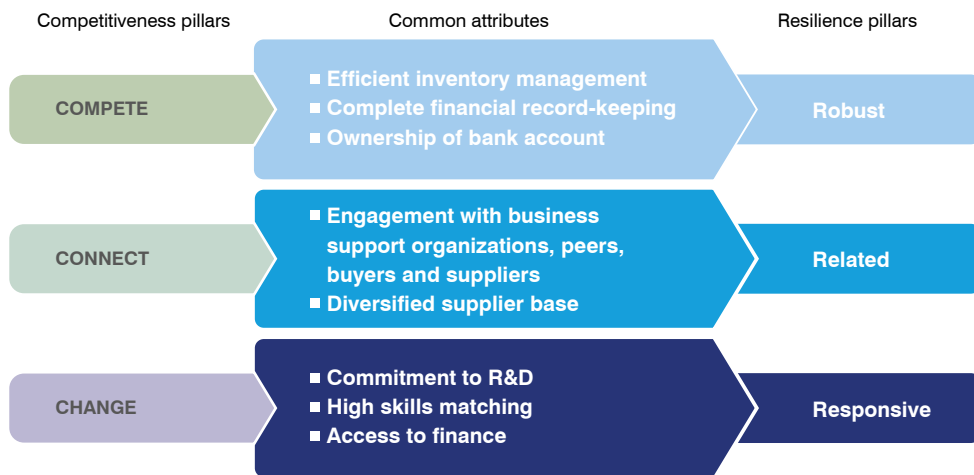 Competitiveness pillars
Common attributes
Resilience pillars
COMPETE
■ Efficient inventory management
■ Complete financial record-keeping
■ Ownership of bank account
Robust
CONNECT
■ Engagement with business
support organizations, peers,
buyers and suppliers
■ Diversified supplier base
Related
CHANGE
■ Commitment to R&D
■ High skills matching
■ Access to finance
Responsive